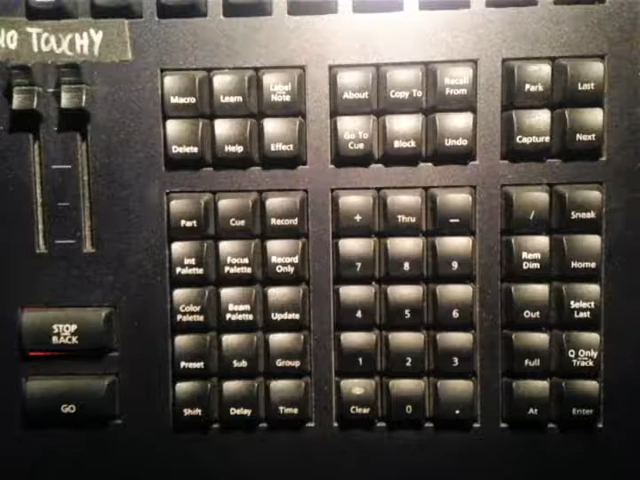 NO TOUCHY
Macro Learn Label Note About Copy To Recall From Park Last
Delete Help Effect Go To Cue Block Undo Capture Next
Part Cue Record + Thru - / Sneak
Int Palette Focus Palette Record Only 7 8 9 Rem Dim Home
Color Palette Beam Palette Update 4 5 6 Out Select Last
STOP BACK Preset Sub Group 1 2 3 Full Q Only Track
GO Shift Delay Time Clear 0 . At Enter